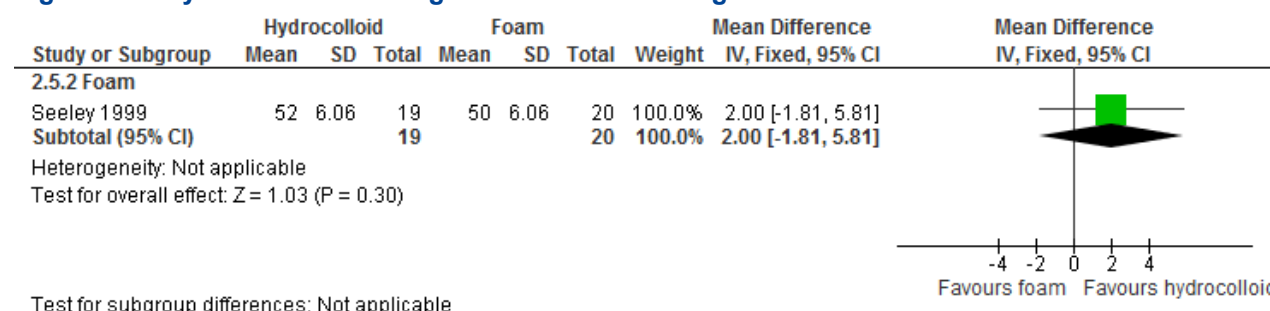 Hydrocolloid Foam Mean Difference Mean Difference
Study or Subgroup Mean SD Total Mean SD Total Weight IV, Fixed, 95% CI IV, Fixed, 95% CI
2.5.2 Foam
Seeley 1999 52 6.06 19 50 6.06 20 100.0% 2.00 [-1.81, 5.81]
Subtotal (95% CI) 19 20 100.0% 2.00 [-1.81, 5.81]
Heterogeneity: Not applicable
Test for overall effect: Z = 1.03 (P = 0.30)
-4 -2 0 2 4
Favours foam Favours hydrocolloid
Test for subgroup differences: Not applicable